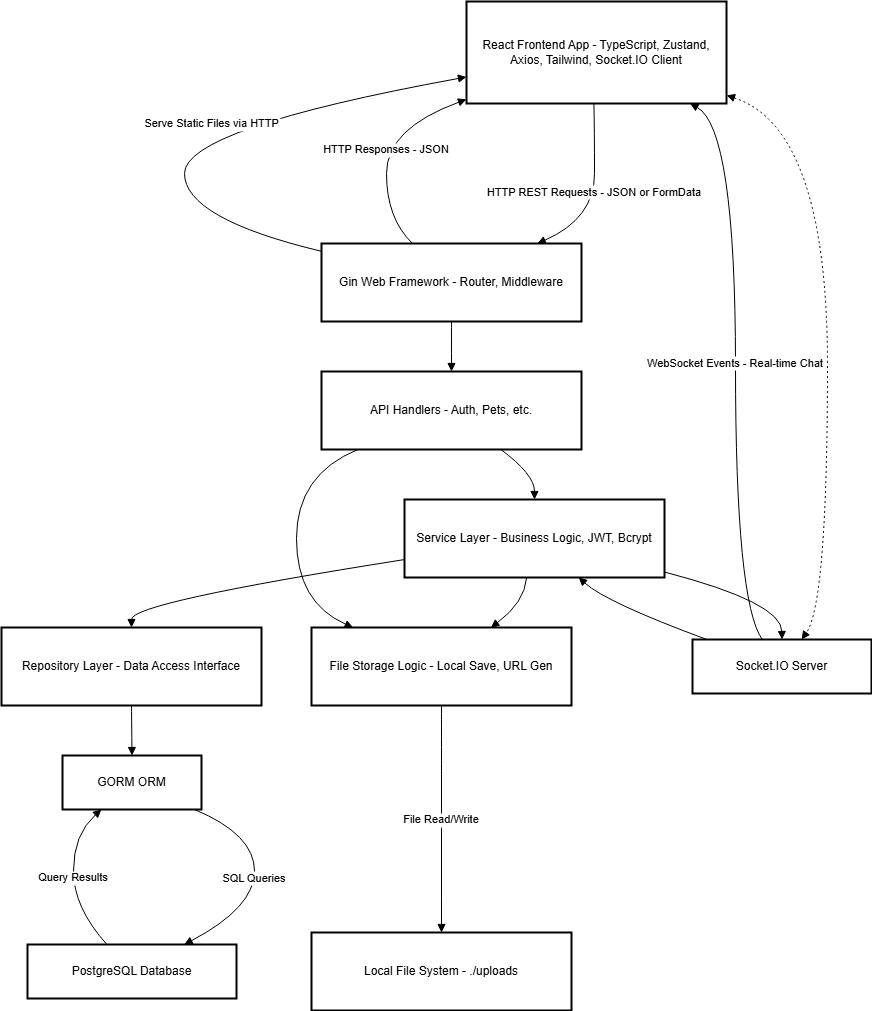 React Frontend App - TypeScript, Zustand,
Axios, Tailwind, Socket.IO Client
Serve Static Files via HTTP
HTTP Responses - JSON
HTTP REST Requests - JSON or FormData
Gin Web Framework - Router, Middleware
WebSocket Events - Real-time Chat
API Handlers - Auth, Pets, etc.
Service Layer - Business Logic, JWT, Bcrypt
Repository Layer - Data Access Interface
File Storage Logic - Local Save, URL Gen
Socket.IO Server
GORM ORM
File Read/Write
Query Results
SQL Queries
PostgreSQL Database
Local File System - ./uploads